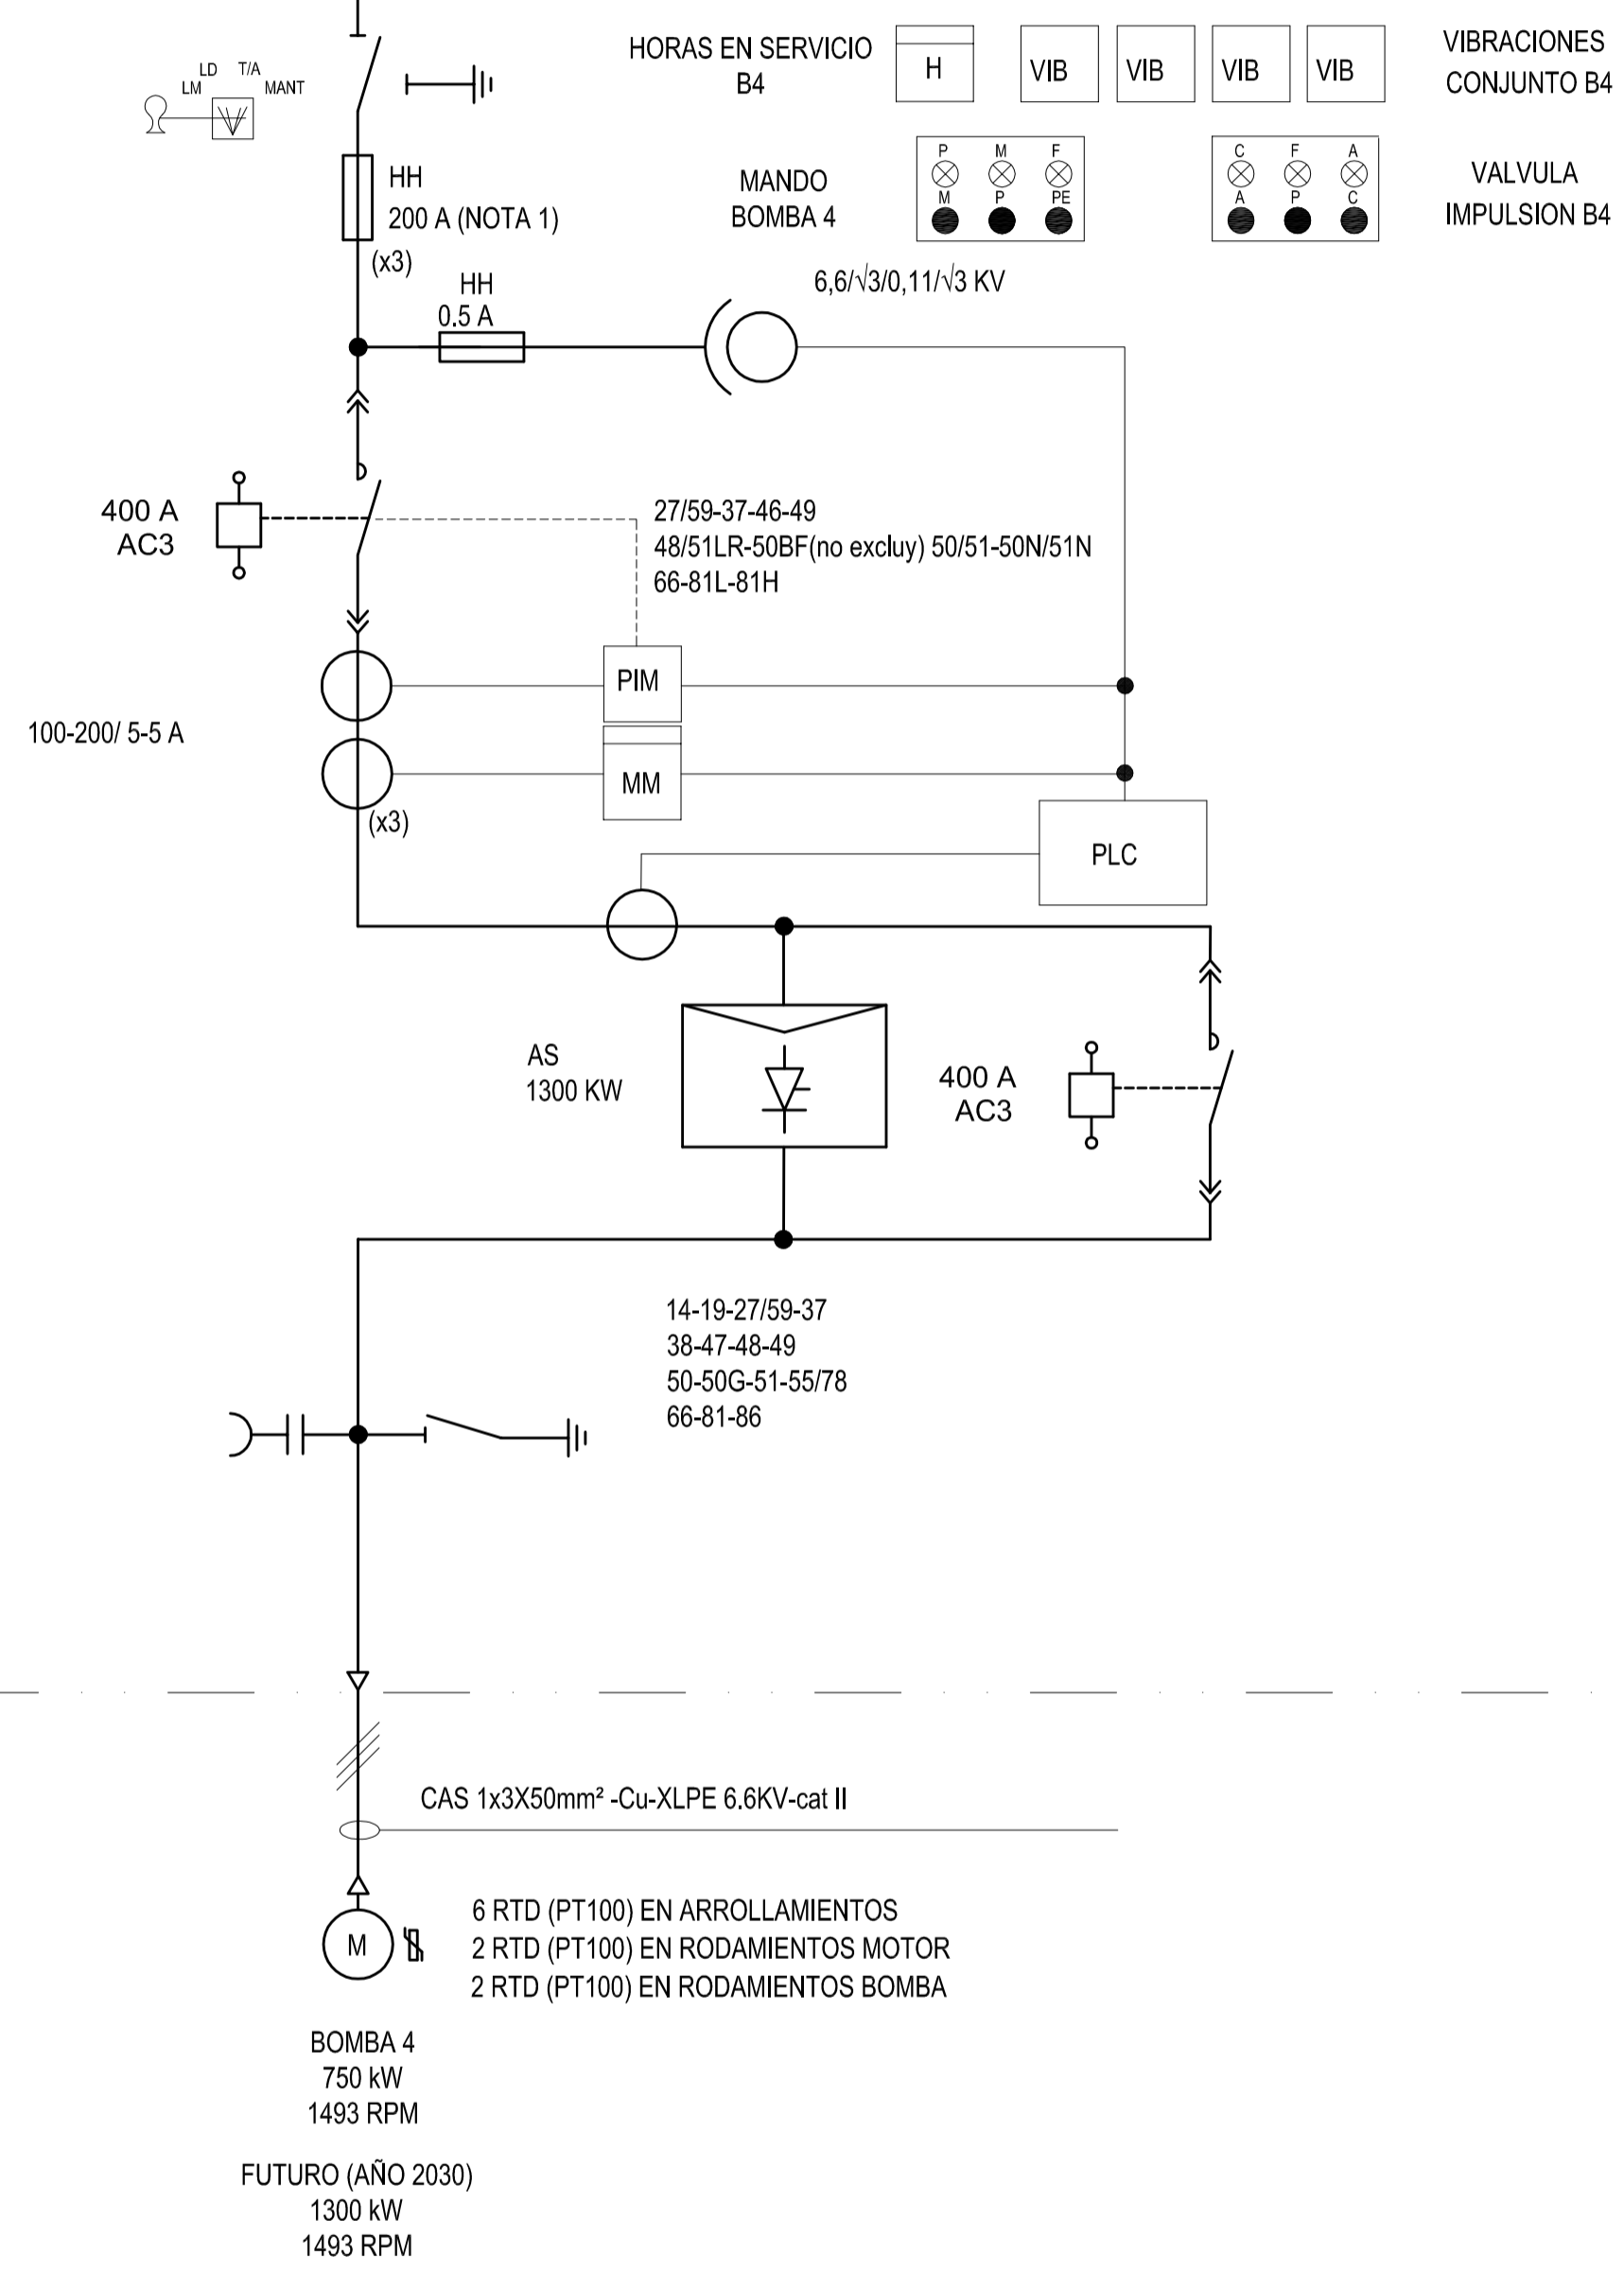 HORAS EN SERVICIO
B4
H
VIB
VIB
VIB
VIB
VIBRACIONES
CONJUNTO B4
LD T/A
LM MANT
HH
200 A (NOTA 1)
(x3)
MANDO
BOMBA 4
P M F
M P PE
C F A
A P C
VALVULA
IMPULSION B4
HH
0.5 A
6,6/√3/0,11/√3 KV
400 A
AC3
27/59-37-46-49
48/51LR-50BF(no excluy) 50/51-50N/51N
66-81L-81H
PIM
100-200/ 5-5 A
MM
(x3)
PLC
AS
1300 KW
400 A
AC3
14-19-27/59-37
38-47-48-49
50-50G-51-55/78
66-81-86
CAS 1x3X50mm² -Cu-XLPE 6.6KV-cat II
M
6 RTD (PT100) EN ARROLLAMIENTOS
2 RTD (PT100) EN RODAMIENTOS MOTOR
2 RTD (PT100) EN RODAMIENTOS BOMBA
BOMBA 4
750 kW
1493 RPM
FUTURO (AÑO 2030)
1300 kW
1493 RPM